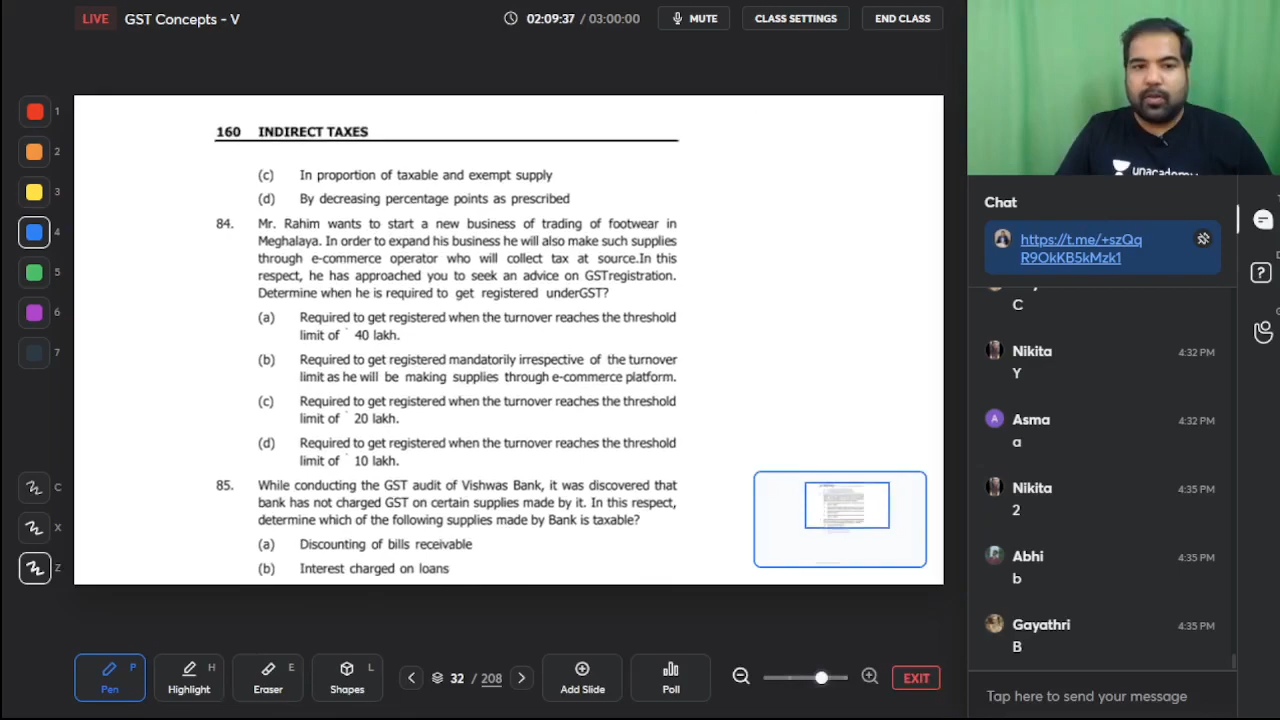 LIVE GST Concepts - V
02:09:37 / 03:00:00
MUTE
CLASS SETTINGS
END CLASS
1
2
3
4
5
6
7
C
X
Z
160 INDIRECT TAXES
(c) In proportion of taxable and exempt supply
(d) By decreasing percentage points as prescribed
84. Mr. Rahim wants to start a new business of trading of footwear in
Meghalaya. In order to expand his business he will also make such supplies
through e-commerce operator who will collect tax at source.In this
respect, he has approached you to seek an advice on GSTregistration.
Determine when he is required to get registered underGST?
(a) Required to get registered when the turnover reaches the threshold
limit of ` 40 lakh.
(b) Required to get registered mandatorily irrespective of the turnover
limit as he will be making supplies through e-commerce platform.
(c) Required to get registered when the turnover reaches the threshold
limit of ` 20 lakh.
(d) Required to get registered when the turnover reaches the threshold
limit of ` 10 lakh.
85. While conducting the GST audit of Vishwas Bank, it was discovered that
bank has not charged GST on certain supplies made by it. In this respect,
determine which of the following supplies made by Bank is taxable?
(a) Discounting of bills receivable
(b) Interest charged on loans
Pen P
Highlight H
Eraser E
Shapes L
32 / 208
Add Slide
Poll
EXIT
unacademy
Chat
https://t.me/+szQq
R9OkKB5kMzk1
C
Nikita 4:32 PM
Y
A Asma 4:32 PM
a
Nikita 4:35 PM
2
Abhi 4:35 PM
b
Gayathri 4:35 PM
B
Tap here to send your message